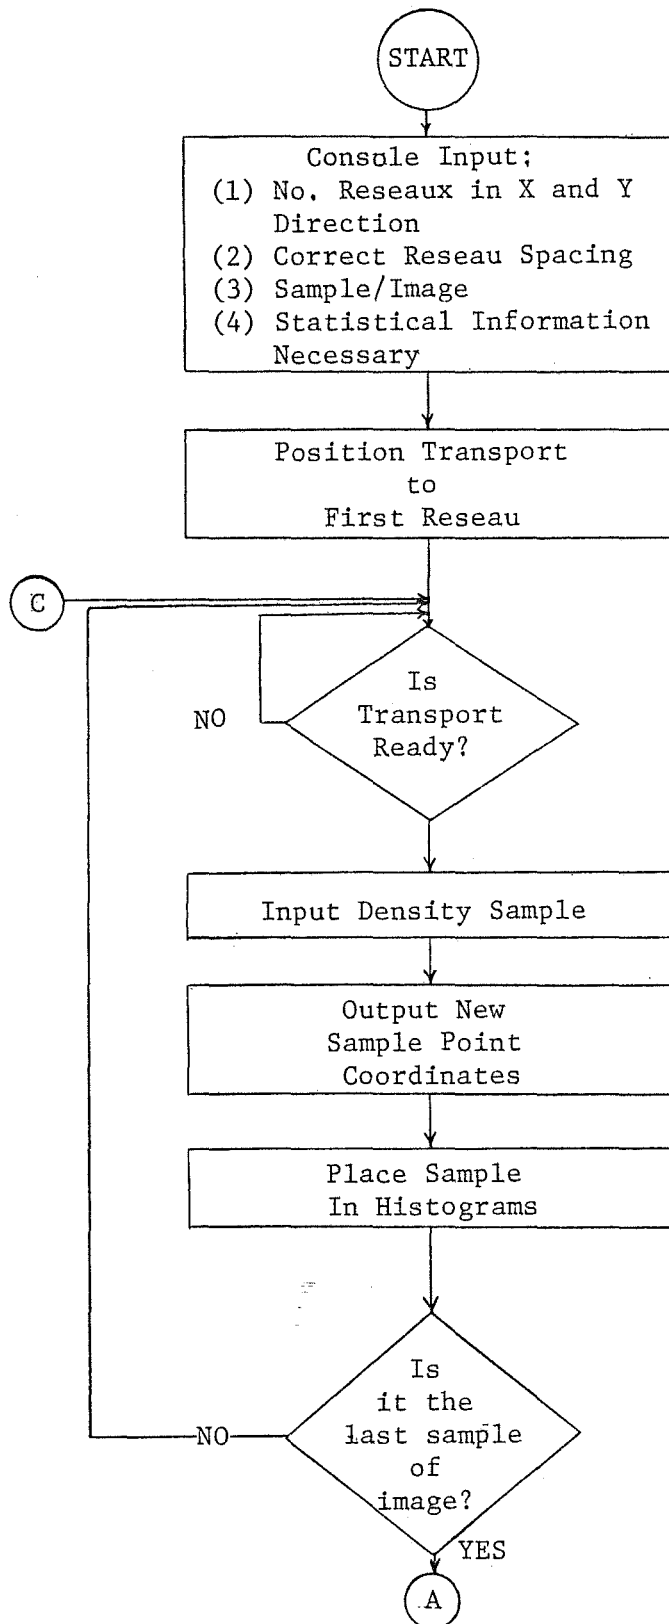 START
Console Input:
(1) No. Reseaux in X and Y
Direction
(2) Correct Reseau Spacing
(3) Sample/Image
(4) Statistical Information
Necessary
Position Transport
to
First Reseau
C
Is
Transport
Ready?
NO
Input Density Sample
Output New
Sample Point
Coordinates
Place Sample
In Histograms
Is
it the
last sample
of
image?
NO
YES
A